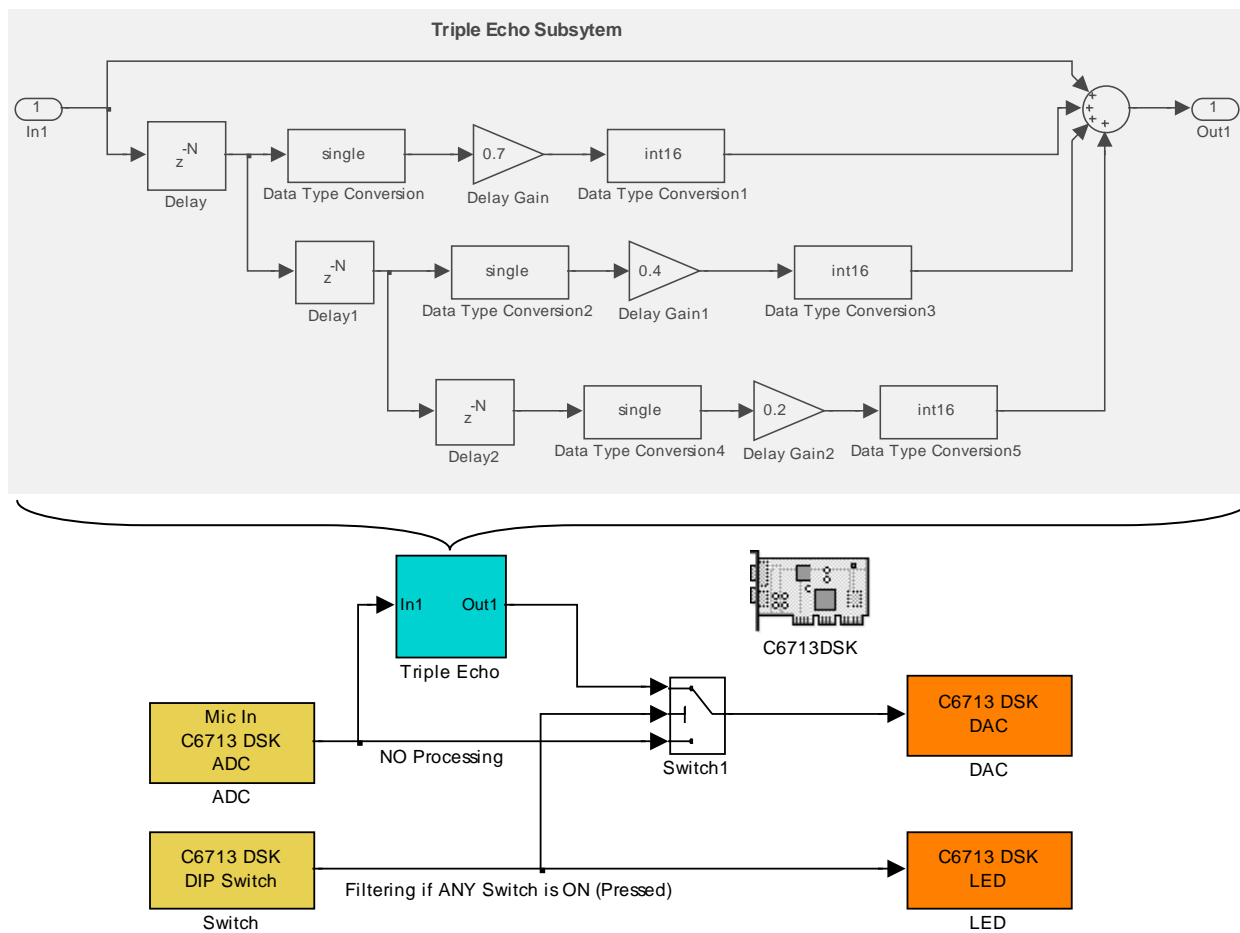 Triple Echo Subsytem
1
In1
-N
z
Delay
single
Data Type Conversion
0.7
Delay Gain
int16
Data Type Conversion1
+
+
+
+
1
Out1
-N
z
Delay1
single
Data Type Conversion2
0.4
Delay Gain1
int16
Data Type Conversion3
-N
z
Delay2
single
Data Type Conversion4
0.2
Delay Gain2
int16
Data Type Conversion5
In1
Out1
Triple Echo
C6713DSK
Mic In
C6713 DSK
ADC
ADC
NO Processing
Switch1
C6713 DSK
DAC
DAC
C6713 DSK
DIP Switch
Switch
Filtering if ANY Switch is ON (Pressed)
C6713 DSK
LED
LED